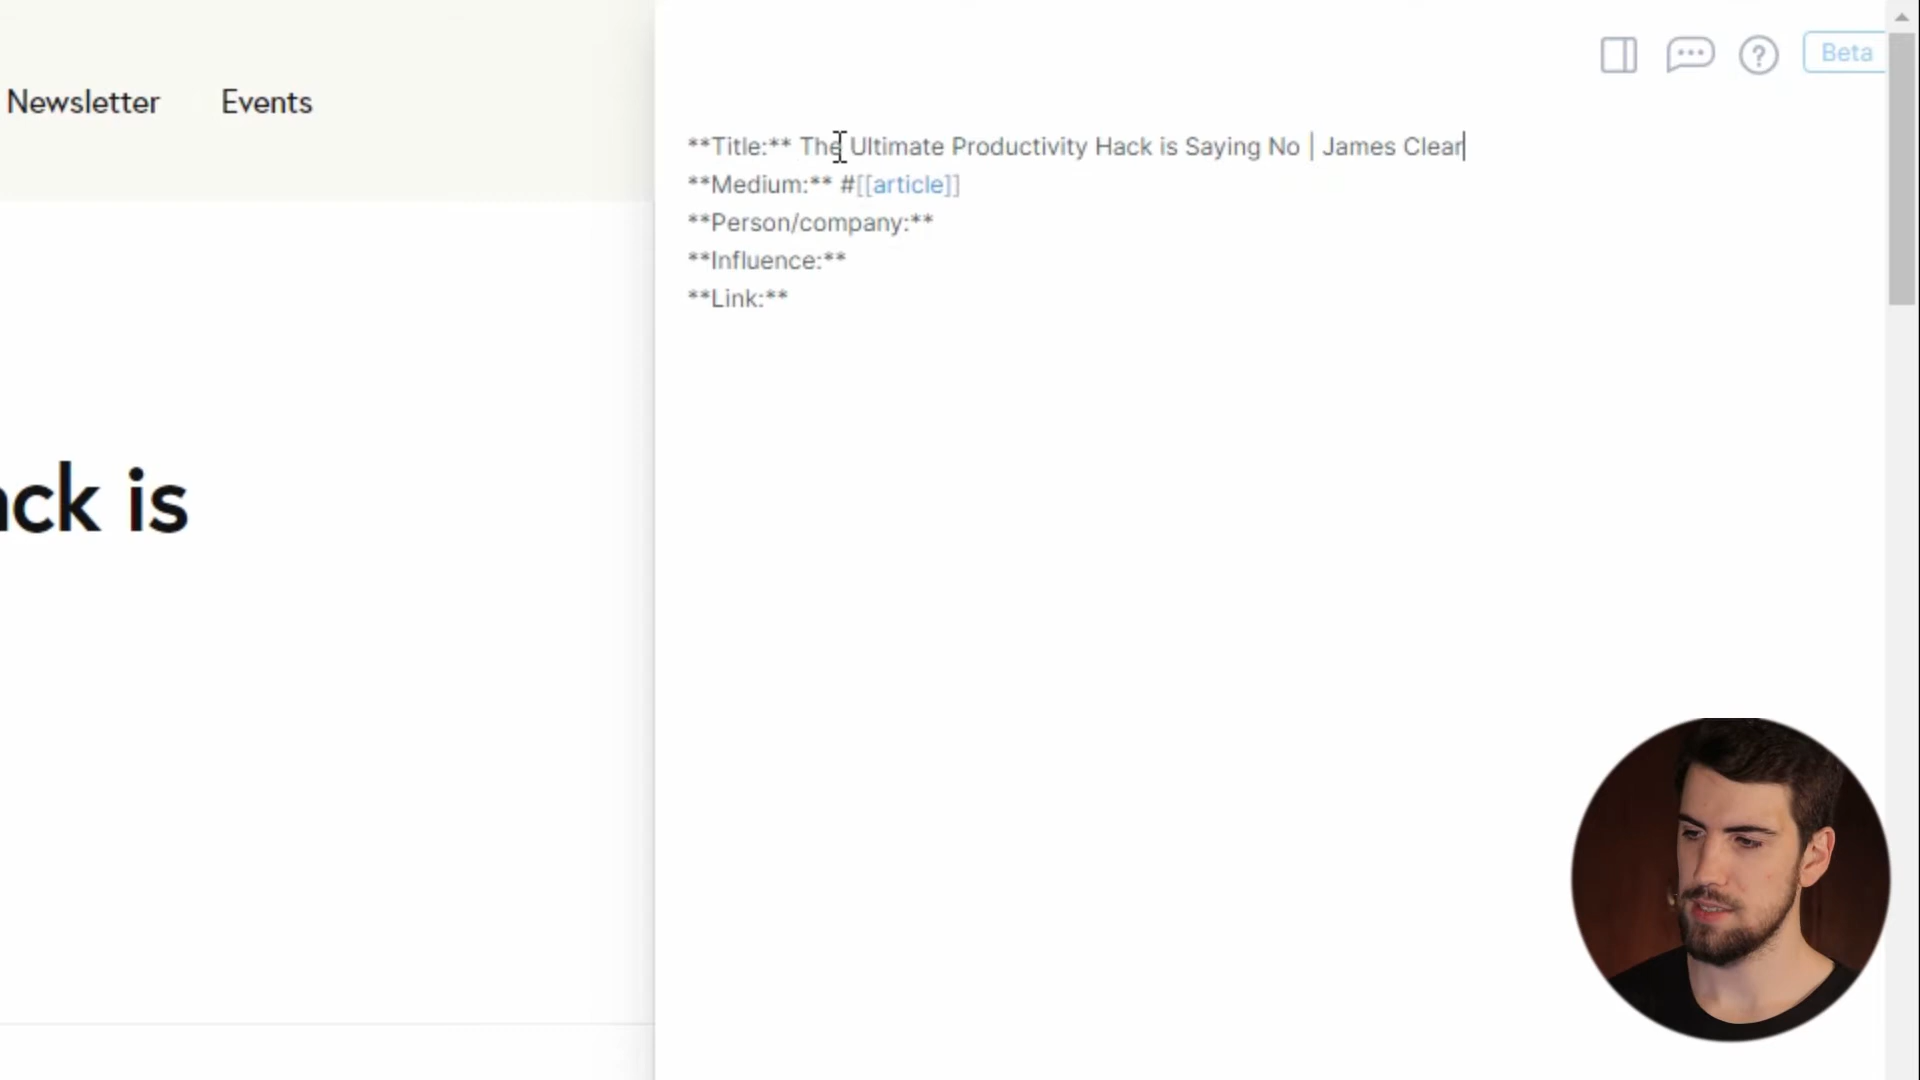 Newsletter Events
Beta
**Title:** The Ultimate Productivity Hack is Saying No | James Clear
**Medium:** #[[article]]
**Person/company:**
**Influence:**
**Link:**
ck is